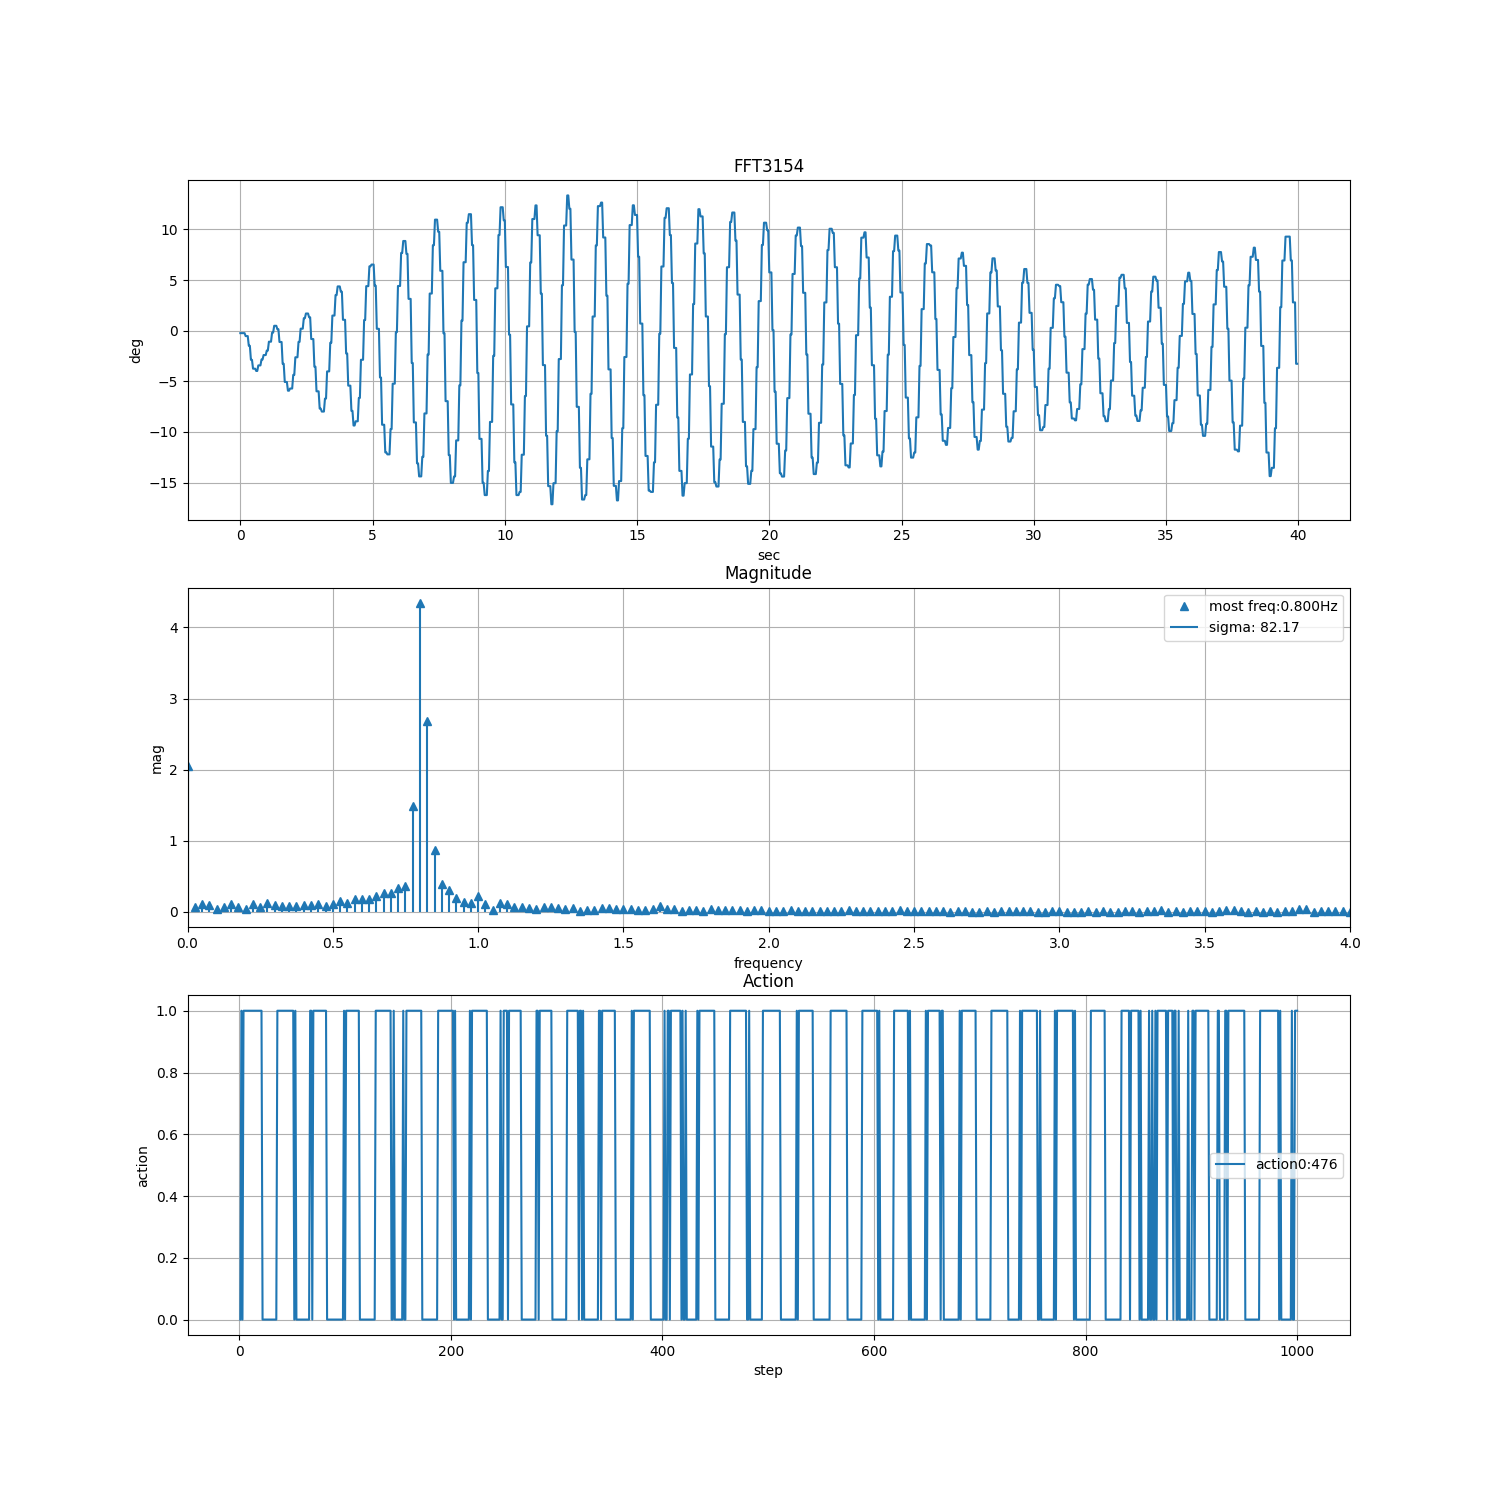 FFT3154
10
5
0
−5
−10
−15
deg
0 5 10 15 20 25 30 35 40
sec
Magnitude
most freq:0.800Hz
sigma: 82.17
4
3
2
1
0
mag
0.0 0.5 1.0 1.5 2.0 2.5 3.0 3.5 4.0
frequency
Action
1.0
0.8
0.6
0.4
0.2
0.0
action
action0:476
0 200 400 600 800 1000
step